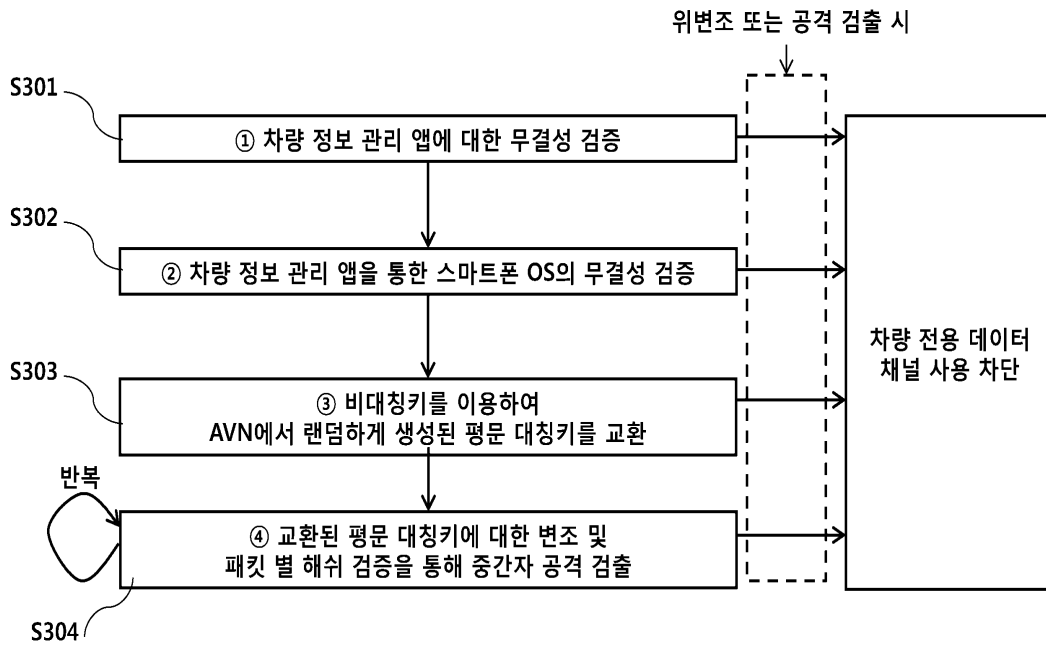 위변조 또는 공격 검출 시
S301
① 차량 정보 관리 앱에 대한 무결성 검증
S302
② 차량 정보 관리 앱을 통한 스마트폰 OS의 무결성 검증
차량 전용 데이터
채널 사용 차단
S303
③ 비대칭키를 이용하여
AVN에서 랜덤하게 생성된 평문 대칭키를 교환
반복
④ 교환된 평문 대칭키에 대한 변조 및
패킷 별 해쉬 검증을 통해 중간자 공격 검출
S304